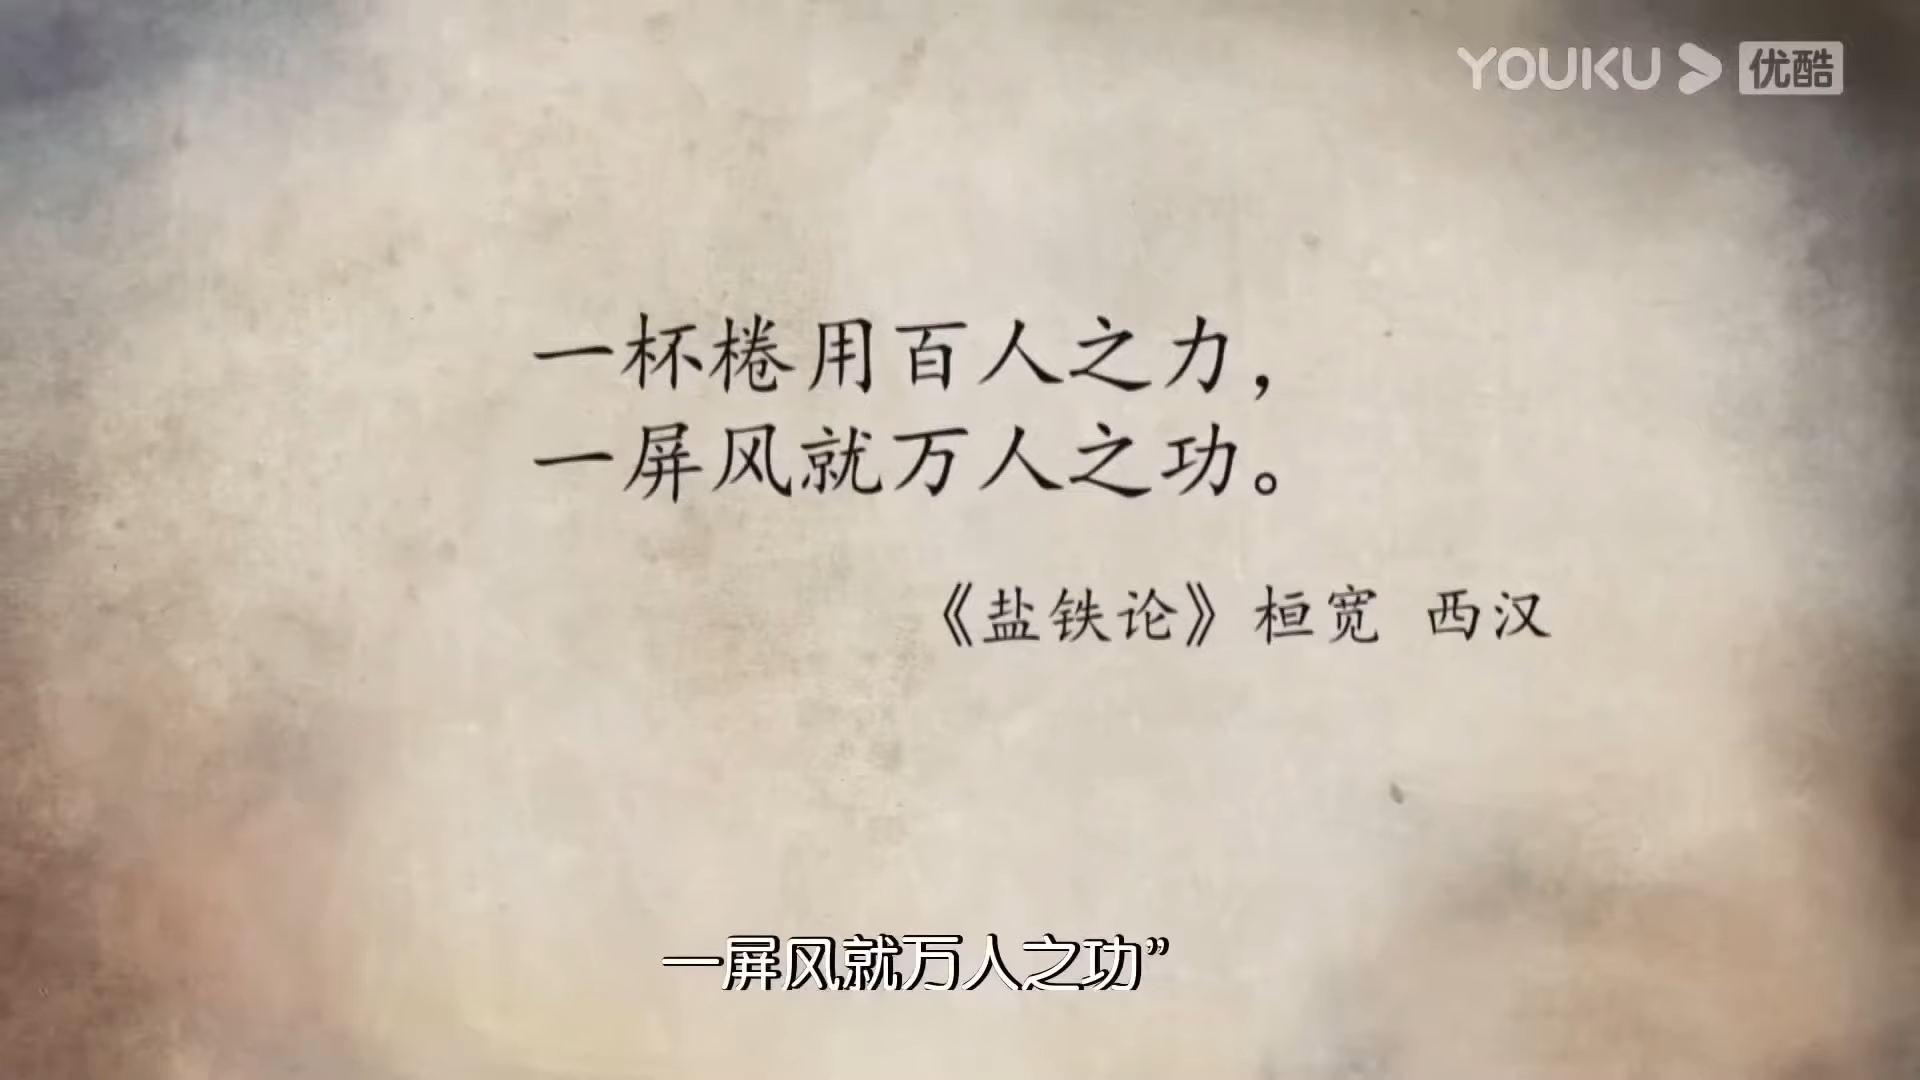 YOUKU 优酷
一杯棬用百人之力，
一屏风就万人之功。
《盐铁论》桓宽 西汉
一屏风就万人之功”